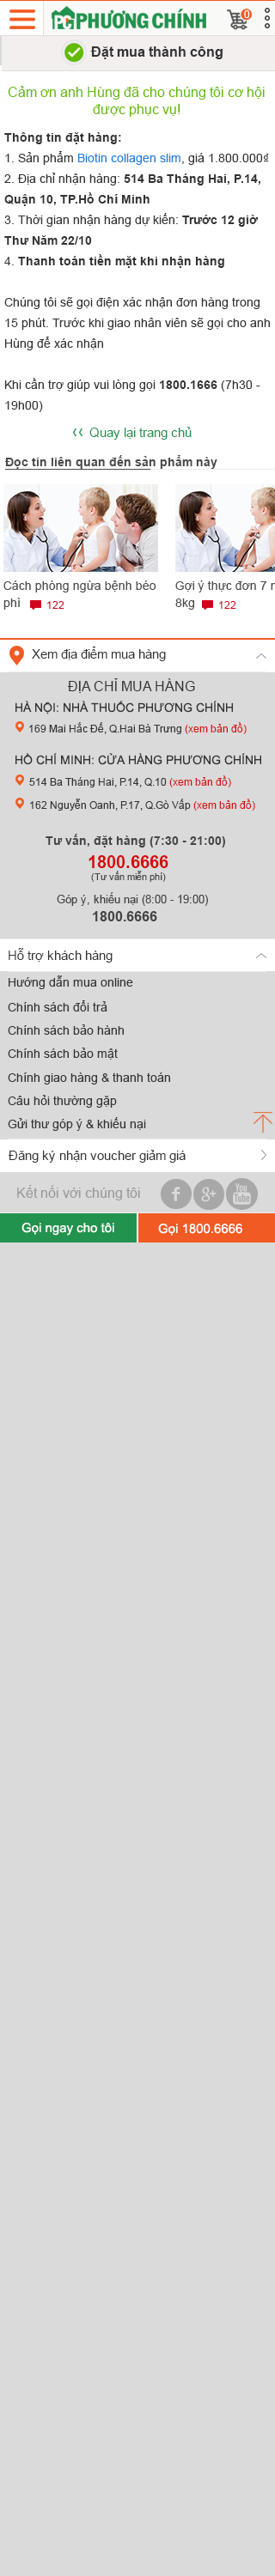 PHƯƠNG CHÍNH
0
Đặt mua thành công
Cảm ơn anh Hùng đã cho chúng tôi cơ hội
được phục vụ!
Thông tin đặt hàng:
1. Sản phẩm Biotin collagen slim, giá 1.800.000₫
2. Địa chỉ nhận hàng: 514 Ba Tháng Hai, P.14,
Quận 10, TP.Hồ Chí Minh
3. Thời gian nhận hàng dự kiến: Trước 12 giờ
Thư Năm 22/10
4. Thanh toán tiền mặt khi nhận hàng
Chúng tôi sẽ gọi điện xác nhận đơn hàng trong
15 phút. Trước khi giao nhân viên sẽ gọi cho anh
Hùng để xác nhận
Khi cần trợ giúp vui lòng gọi 1800.1666 (7h30 -
19h00)
‹‹ Quay lại trang chủ
Đọc tin liên quan đến sản phẩm này
Cách phòng ngừa bệnh béo
phì 122
Gợi ý thực đơn 7 n
8kg 122
Xem địa điểm mua hàng
ĐỊA CHỈ MUA HÀNG
HÀ NỘI: NHÀ THUỐC PHƯƠNG CHÍNH
169 Mai Hắc Đế, Q.Hai Bà Trưng (xem bản đồ)
HỒ CHÍ MINH: CỬA HÀNG PHƯƠNG CHÍNH
514 Ba Tháng Hai, P.14, Q.10 (xem bản đồ)
162 Nguyễn Oanh, P.17, Q.Gò Vấp (xem bản đồ)
Tư vấn, đặt hàng (7:30 - 21:00)
1800.6666
(Tư vấn miễn phí)
Góp ý, khiếu nại (8:00 - 19:00)
1800.6666
Hỗ trợ khách hàng
Hướng dẫn mua online
Chính sách đổi trả
Chính sách bảo hành
Chính sách bảo mật
Chính giao hàng & thanh toán
Câu hỏi thường gặp
Gửi thư góp ý & khiếu nại
Đăng ký nhận voucher giảm giá
Kết nối với chúng tôi
f
g+
You
Tube
Gọi ngay cho tôi
Gọi 1800.6666